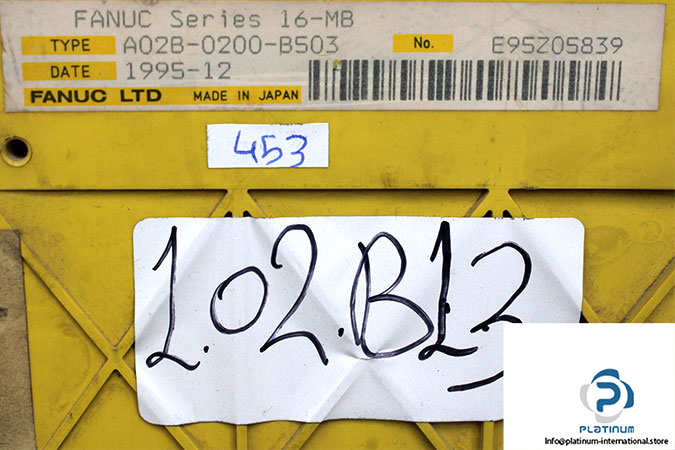 FANUC Series 16-MB
TYPE A02B-0200-B503 No. E95Z05839
DATE 1995-12
FANUC LTD MADE IN JAPAN
453
1.02.B12
PLATINUM
Info@platinum-international.store